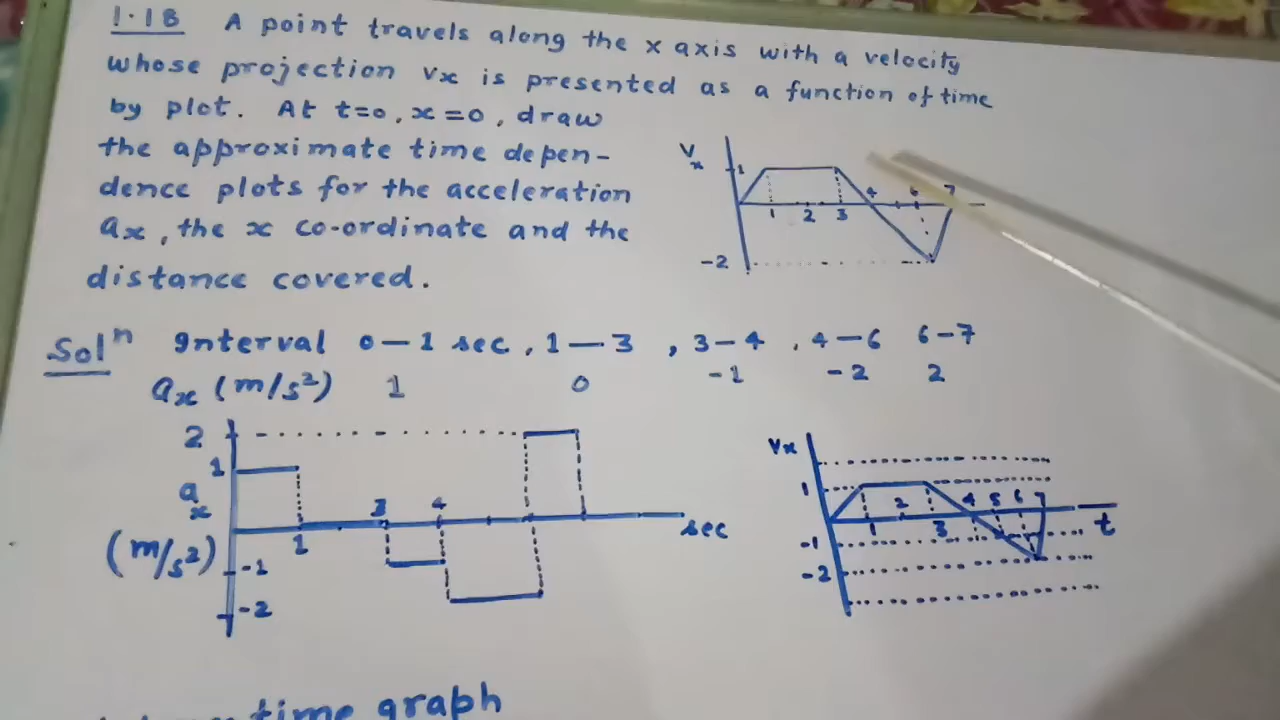 1.18 A point travels along the x axis with a velocity
whose projection Vx is presented as a function of time
by plot. At t=0, x=0, draw
the approximate time depen-
dence plots for the acceleration
ax, the x co-ordinate and the
distance covered.
Vx
1
1 2 3 4 6 7
-2
Solⁿ Interval 0-1 sec, 1-3, 3-4, 4-6 6-7
ax (m/s²) 1 0 -1 -2 2
2
1
ax
(m/s²)
1 3 4
sec
-1
-2
Vx
1
2 4 5 6 7
1 3
t
-1
-2
time graph